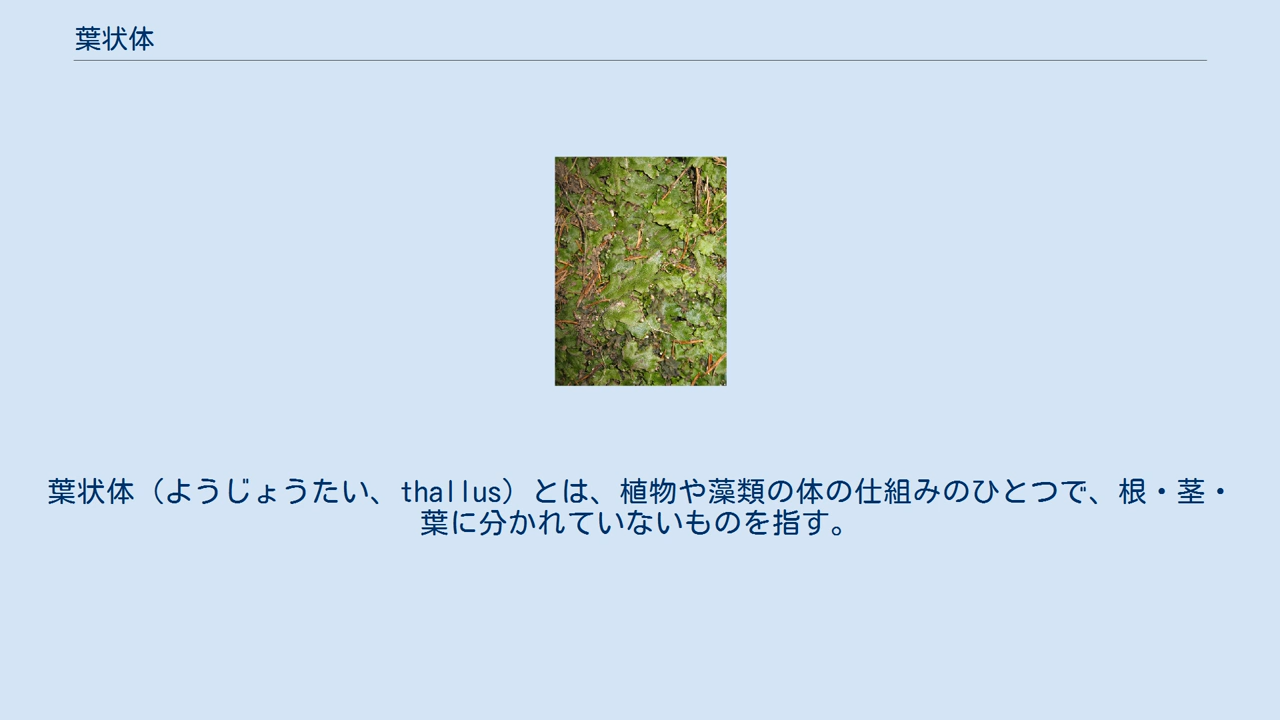 葉状体
葉状体（ようじょうたい、thallus）とは、植物や藻類の体の仕組みのひとつで、根・茎・
葉に分かれていないものを指す。